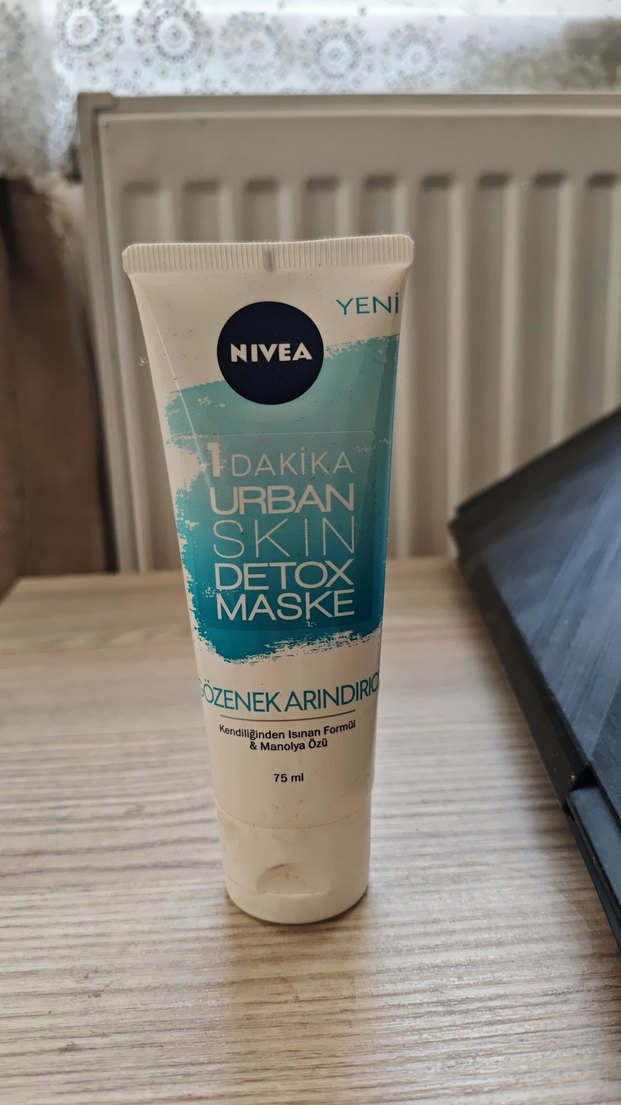 YENİ
NIVEA
1 DAKİKA
URBAN
SKIN
DETOX
MASKE
GÖZENEK ARINDIRICI
Kendiliğinden Isınan Formül
& Manolya Özü
75 ml